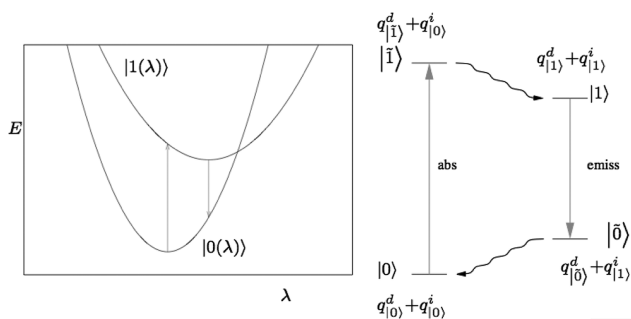 |1(λ)⟩
E
|0(λ)⟩
λ
q^d_{|1̃⟩}+q^i_{|0⟩}
|1̃⟩
q^d_{|1⟩}+q^i_{|1⟩}
|1⟩
abs
emiss
|0̃⟩
q^d_{|0̃⟩}+q^i_{|1⟩}
|0⟩
q^d_{|0⟩}+q^i_{|0⟩}